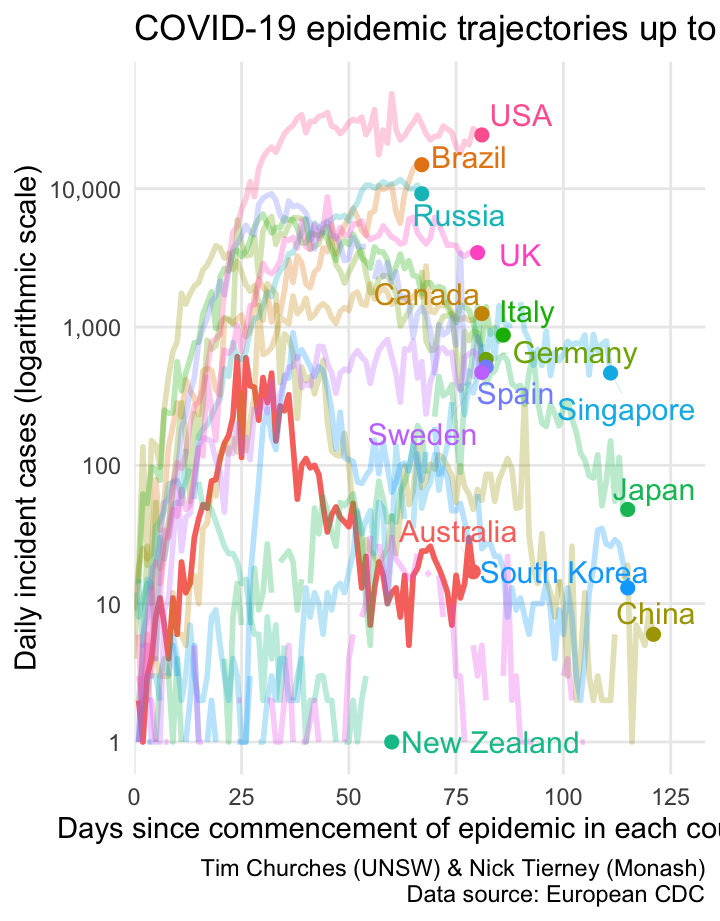 COVID-19 epidemic trajectories up to
USA
Brazil
10,000
Russia
UK
Canada
Italy
1,000
Germany
Spain
Singapore
Sweden
100
Japan
Australia
South Korea
10
China
1
New Zealand
Daily incident cases (logarithmic scale)
0 25 50 75 100 125
Days since commencement of epidemic in each cou
Tim Churches (UNSW) & Nick Tierney (Monash)
Data source: European CDC